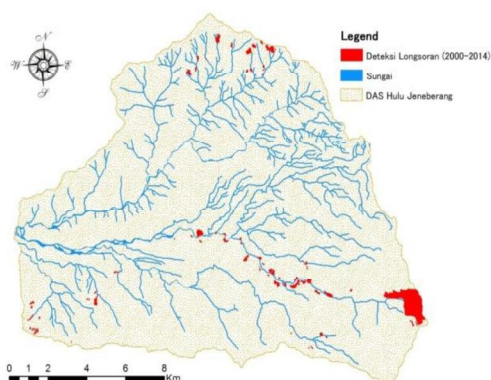 N
W E
S
Legend
Deteksi Longsoran (2000-2014)
Sungai
DAS Hulu Jeneberang
0 1 2 4 6 8
Km